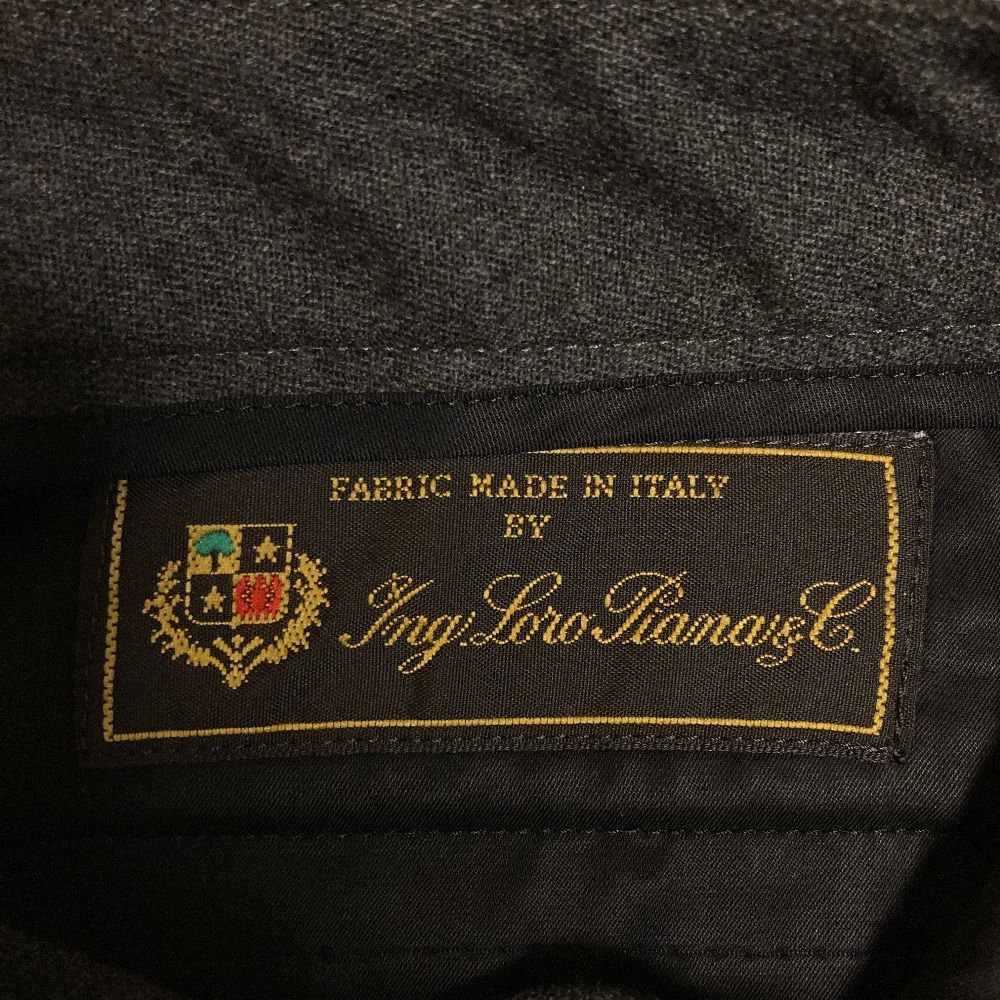 FABRIC MADE IN ITALY
BY
Ing Loro Piana & C.